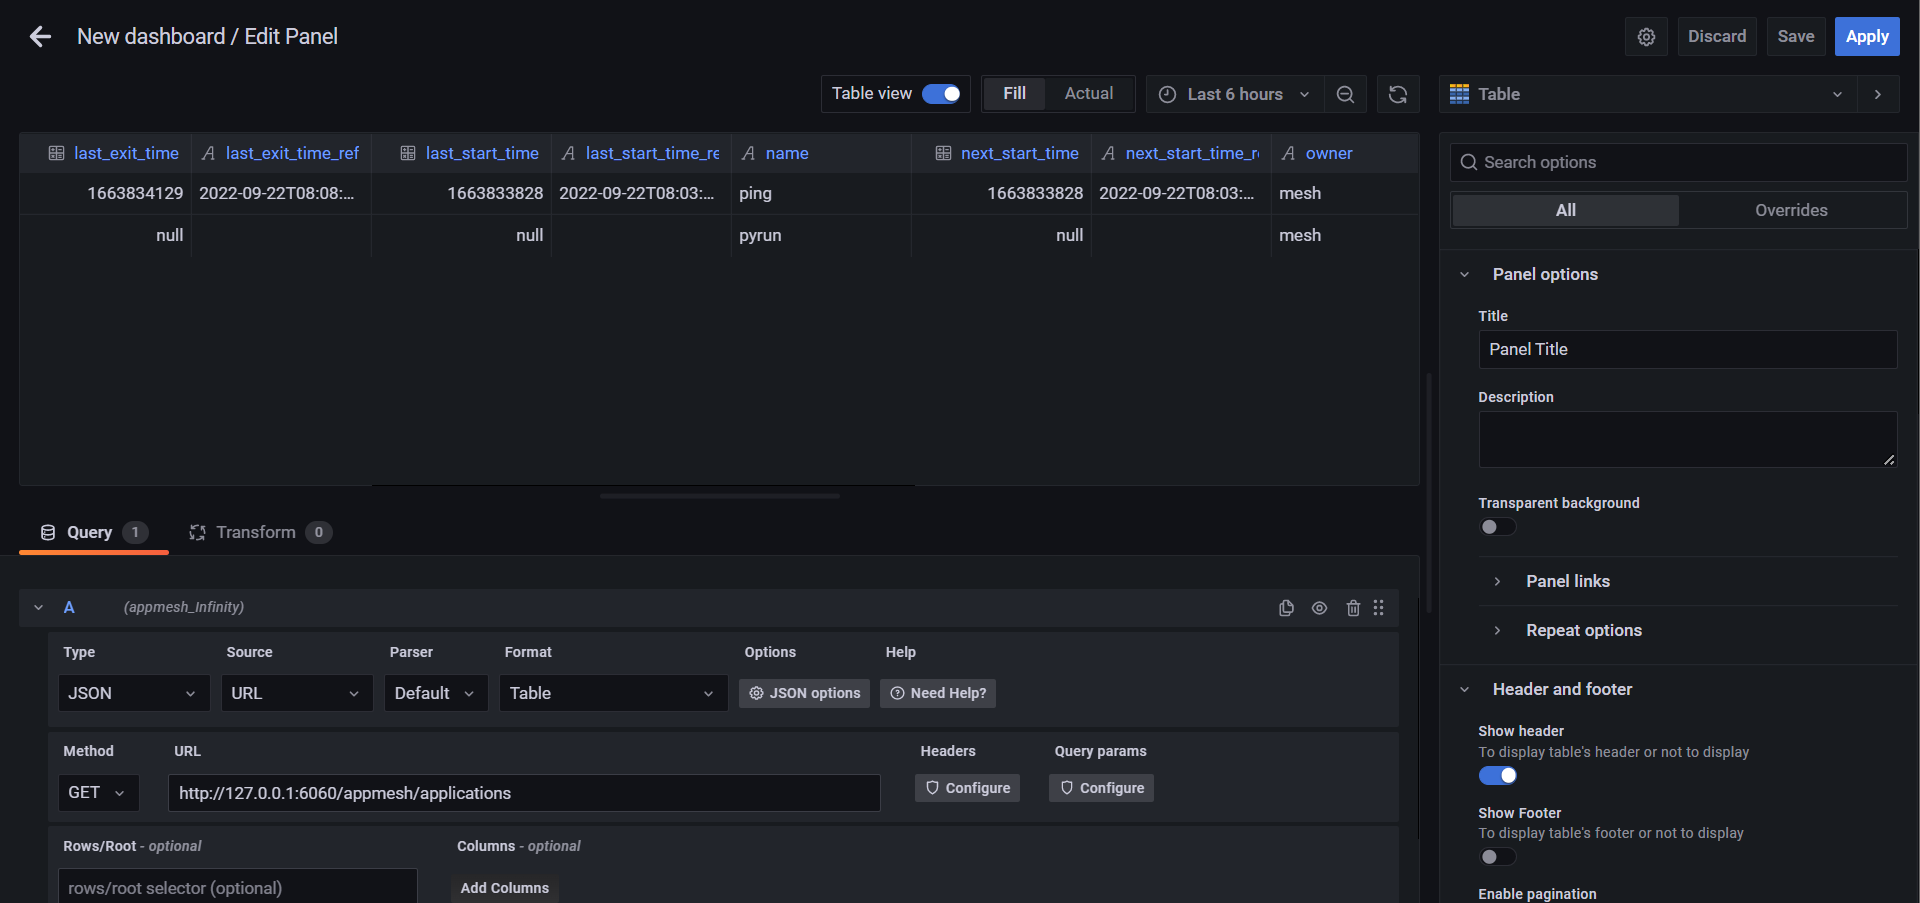 New dashboard / Edit Panel
Discard
Save
Apply
Table view
Fill
Actual
Last 6 hours
Table
last_exit_time
last_exit_time_ref
last_start_time
last_start_time_re
name
next_start_time
next_start_time_r
owner
1663834129
2022-09-22T08:08:...
1663833828
2022-09-22T08:03:...
ping
1663833828
2022-09-22T08:03:...
mesh
null
null
pyrun
null
mesh
Search options
All
Overrides
Panel options
Title
Panel Title
Description
Transparent background
Panel links
Repeat options
Header and footer
Show header
To display table's header or not to display
Show Footer
To display table's footer or not to display
Enable pagination
Query 1
Transform 0
A
(appmesh_Infinity)
Type
Source
Parser
Format
Options
Help
JSON
URL
Default
Table
JSON options
Need Help?
Method
URL
Headers
Query params
GET
http://127.0.0.1:6060/appmesh/applications
Configure
Configure
Rows/Root - optional
Columns - optional
rows/root selector (optional)
Add Columns